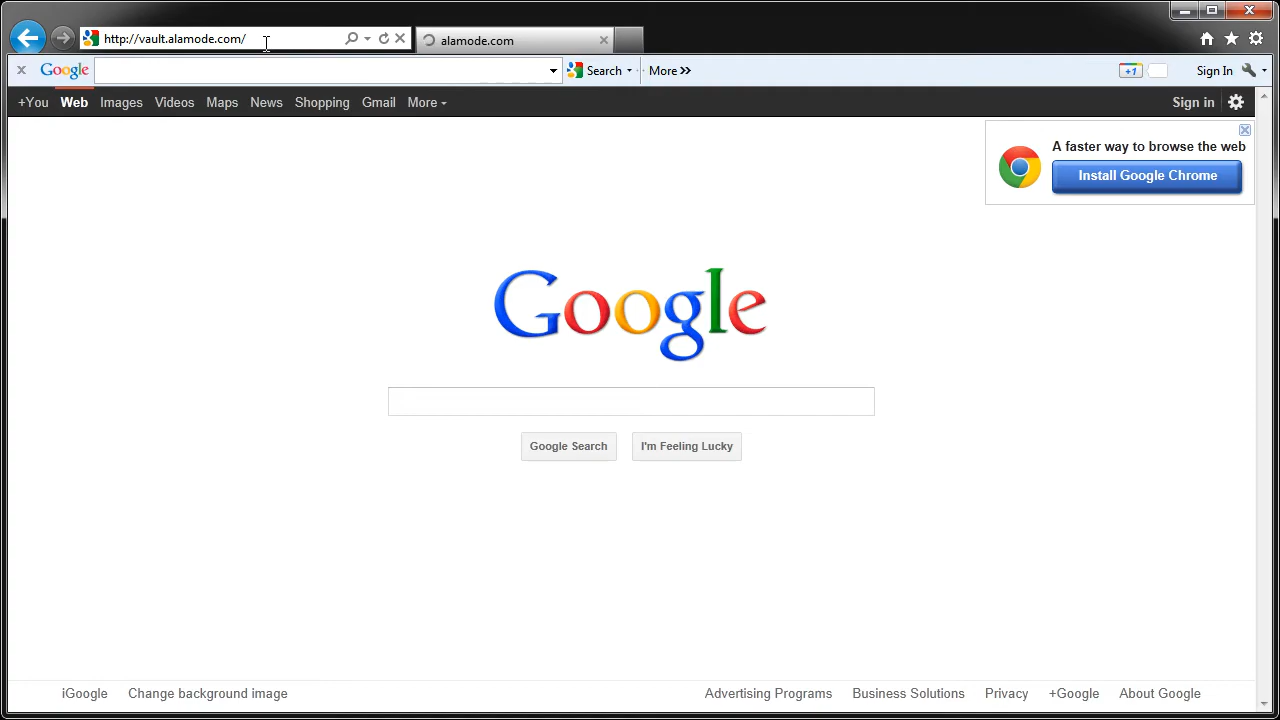 http://vault.alamode.com/
alamode.com
Google
Search
More »
+1
Sign In
+You Web Images Videos Maps News Shopping Gmail More
Sign in
A faster way to browse the web
Install Google Chrome
Google
Google Search
I'm Feeling Lucky
iGoogle
Change background image
Advertising Programs
Business Solutions
Privacy
+Google
About Google